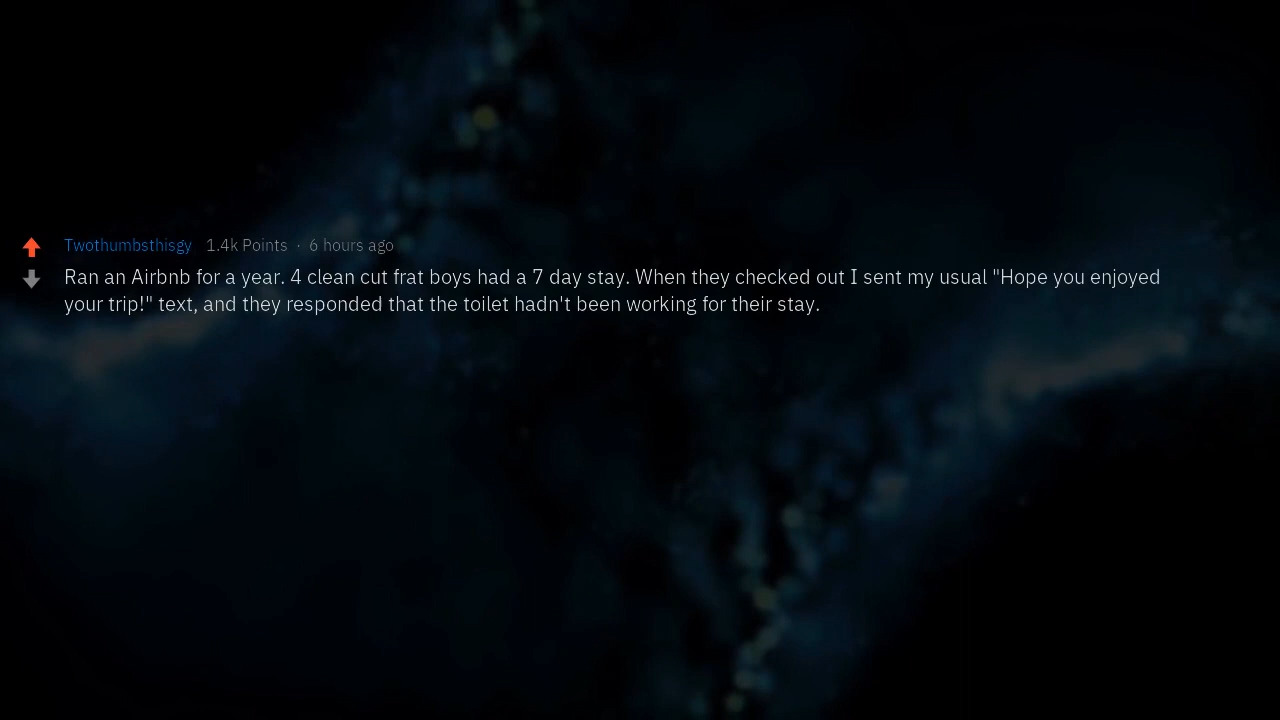 Twothumbsthisgy 1.4k Points · 6 hours ago
Ran an Airbnb for a year. 4 clean cut frat boys had a 7 day stay. When they checked out I sent my usual "Hope you enjoyed
your trip!" text, and they responded that the toilet hadn't been working for their stay.